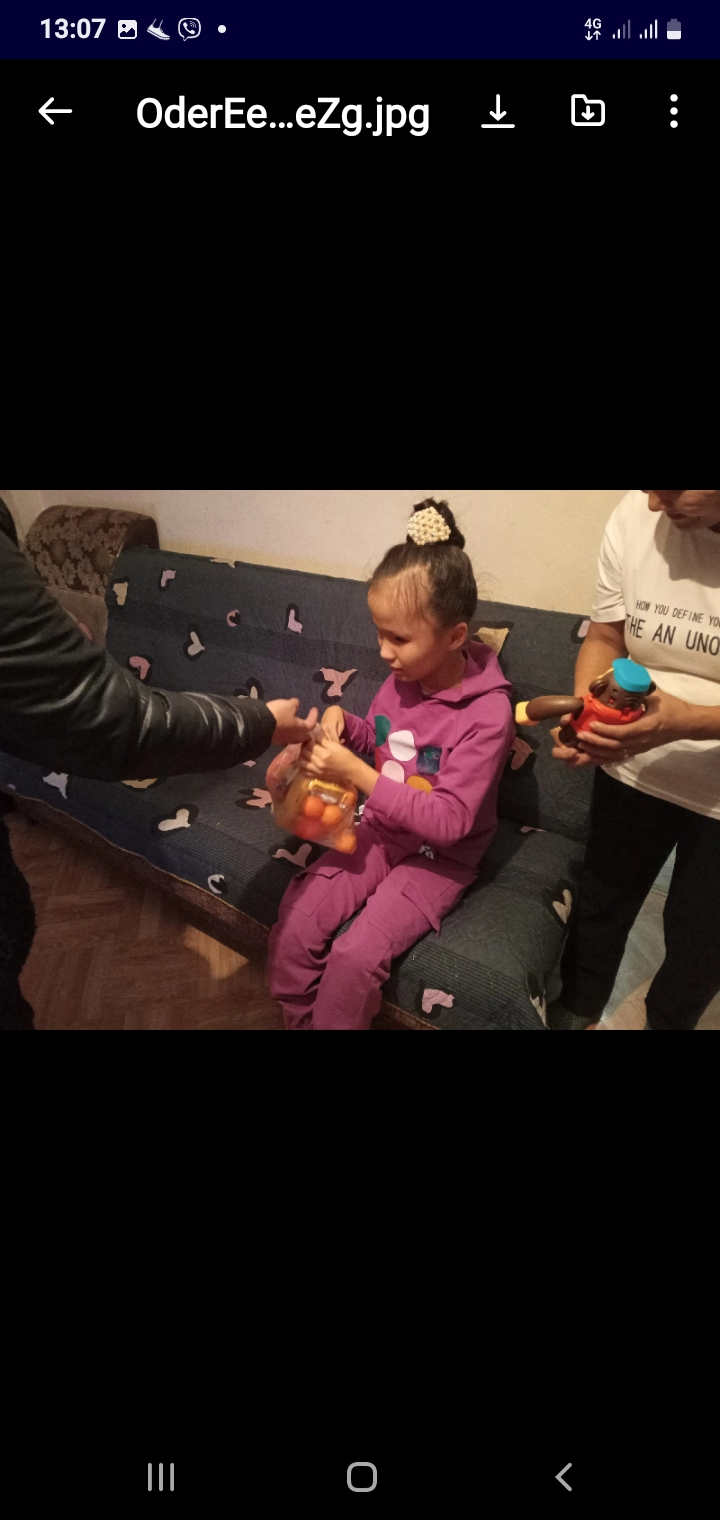 13:07
4G
OderEe...eZg.jpg
HOW YOU DEFINE YO
THE AN UNO